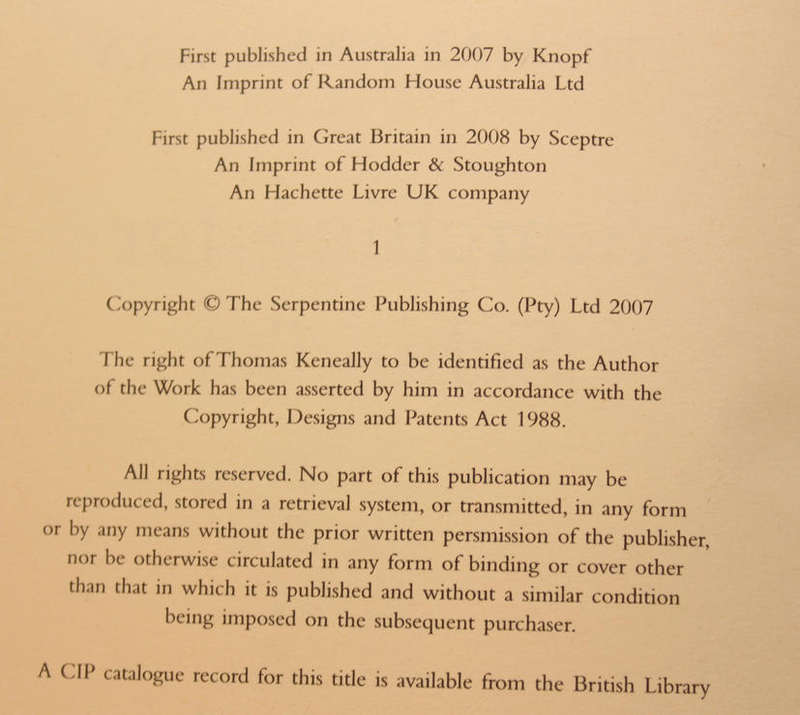 First published in Australia in 2007 by Knopf
An Imprint of Random House Australia Ltd
First published in Great Britain in 2008 by Sceptre
An Imprint of Hodder & Stoughton
An Hachette Livre UK company
1
Copyright © The Serpentine Publishing Co. (Pty) Ltd 2007
The right of Thomas Keneally to be identified as the Author
of the Work has been asserted by him in accordance with the
Copyright, Designs and Patents Act 1988.
All rights reserved. No part of this publication may be
reproduced, stored in a retrieval system, or transmitted, in any form
or by any means without the prior written persmission of the publisher,
nor be otherwise circulated in any form of binding or cover other
than that in which it is published and without a similar condition
being imposed on the subsequent purchaser.
A CIP catalogue record for this title is available from the British Library